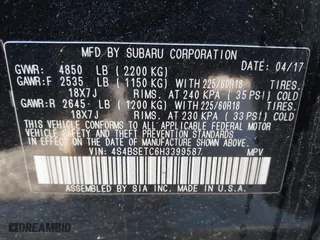 MFD. BY SUBARU CORPORATION 04/17
GVWR: 4850 LB (2200 KG)
GAWR:F 2535 LB (1150 KG) WITH 225/60R18 TIRES.
18X7J RIMS, AT 240 KPA (35 PSI) COLD
GAWR:R 2645 LB (1200 KG) WITH 225/60R18 TIRES.
18X7J RIMS, AT 230 KPA (33 PSI) COLD
THIS VEHICLE CONFORMS TO ALL APPLICABLE FEDERAL MOTOR
VEHICLE SAFETY, BUMPER, AND THEFT PREVENTION
STANDARDS IN EFFECT ON THE DATE OF MANUFACTURE
SHOWN ABOVE.
VIN: 4S4BSETC6H3399587 MPV
ASSEMBLED BY SIA INC. MADE IN U.S.A.
DREAMBID
dreambid.com